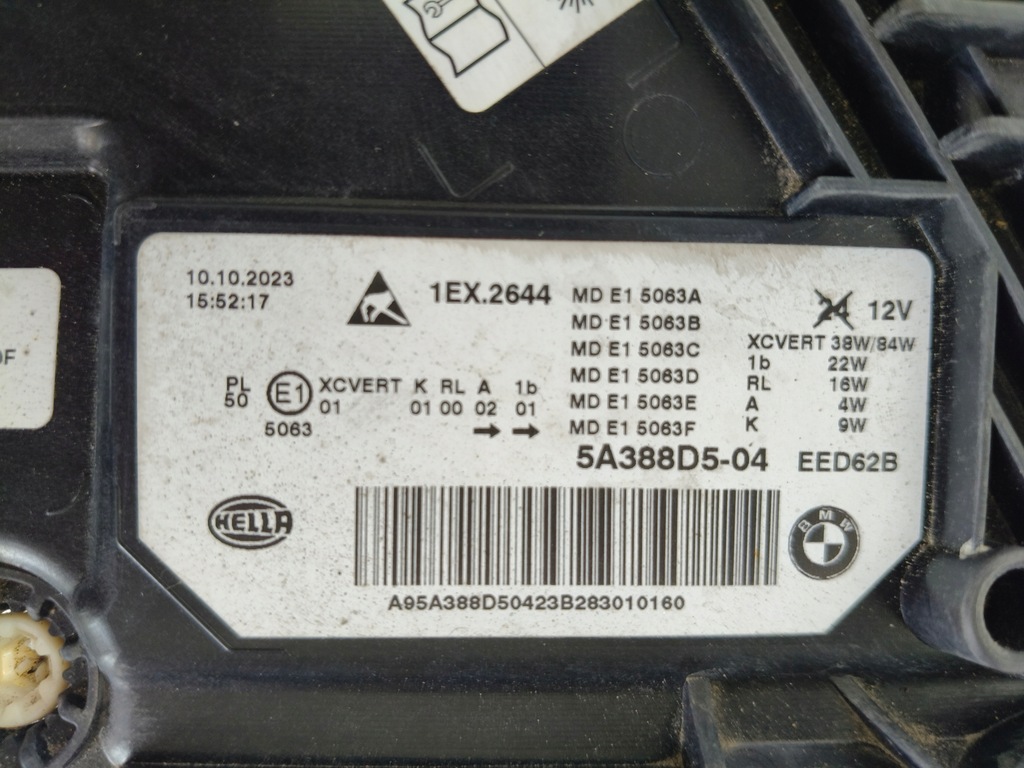 10.10.2023
15:52:17
1EX.2644
MD E1 5063A
MD E1 5063B
MD E1 5063C
MD E1 5063D
MD E1 5063E
MD E1 5063F
24 12V
XCVERT 38W/84W
1b 22W
RL 16W
A 4W
K 9W
PL
50
E1
XCVERT K RL A 1b
01 01 00 02 01
5063
5A388D5-04 EED62B
HELLA
BMW
A95A388D50423B283010160